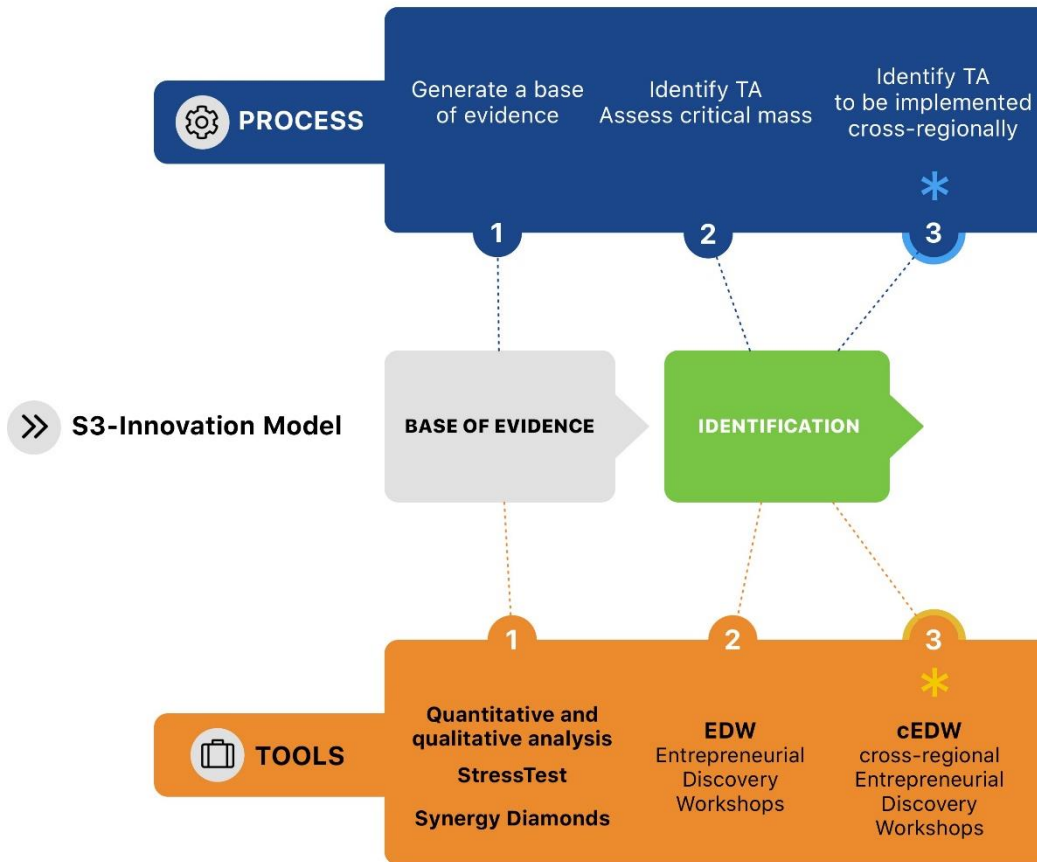 PROCESS
Generate a base
of evidence
Identify TA
Assess critical mass
Identify TA
to be implemented
cross-regionally
*
1
2
3
S3-Innovation Model
BASE OF EVIDENCE
IDENTIFICATION
1
2
3
TOOLS
Quantitative and
qualitative analysis
StressTest
Synergy Diamonds
EDW
Entrepreneurial
Discovery
Workshops
*
cEDW
cross-regional
Entrepreneurial
Discovery
Workshops